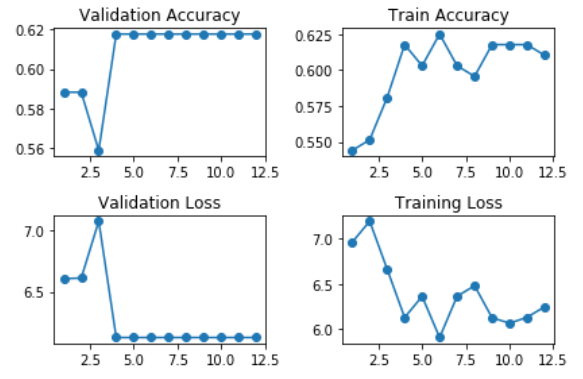 Validation Accuracy
0.62
0.60
0.58
0.56
2.5 5.0 7.5 10.0 12.5
Train Accuracy
0.625
0.600
0.575
0.550
2.5 5.0 7.5 10.0 12.5
Validation Loss
7.0
6.5
2.5 5.0 7.5 10.0 12.5
Training Loss
7.0
6.5
6.0
2.5 5.0 7.5 10.0 12.5